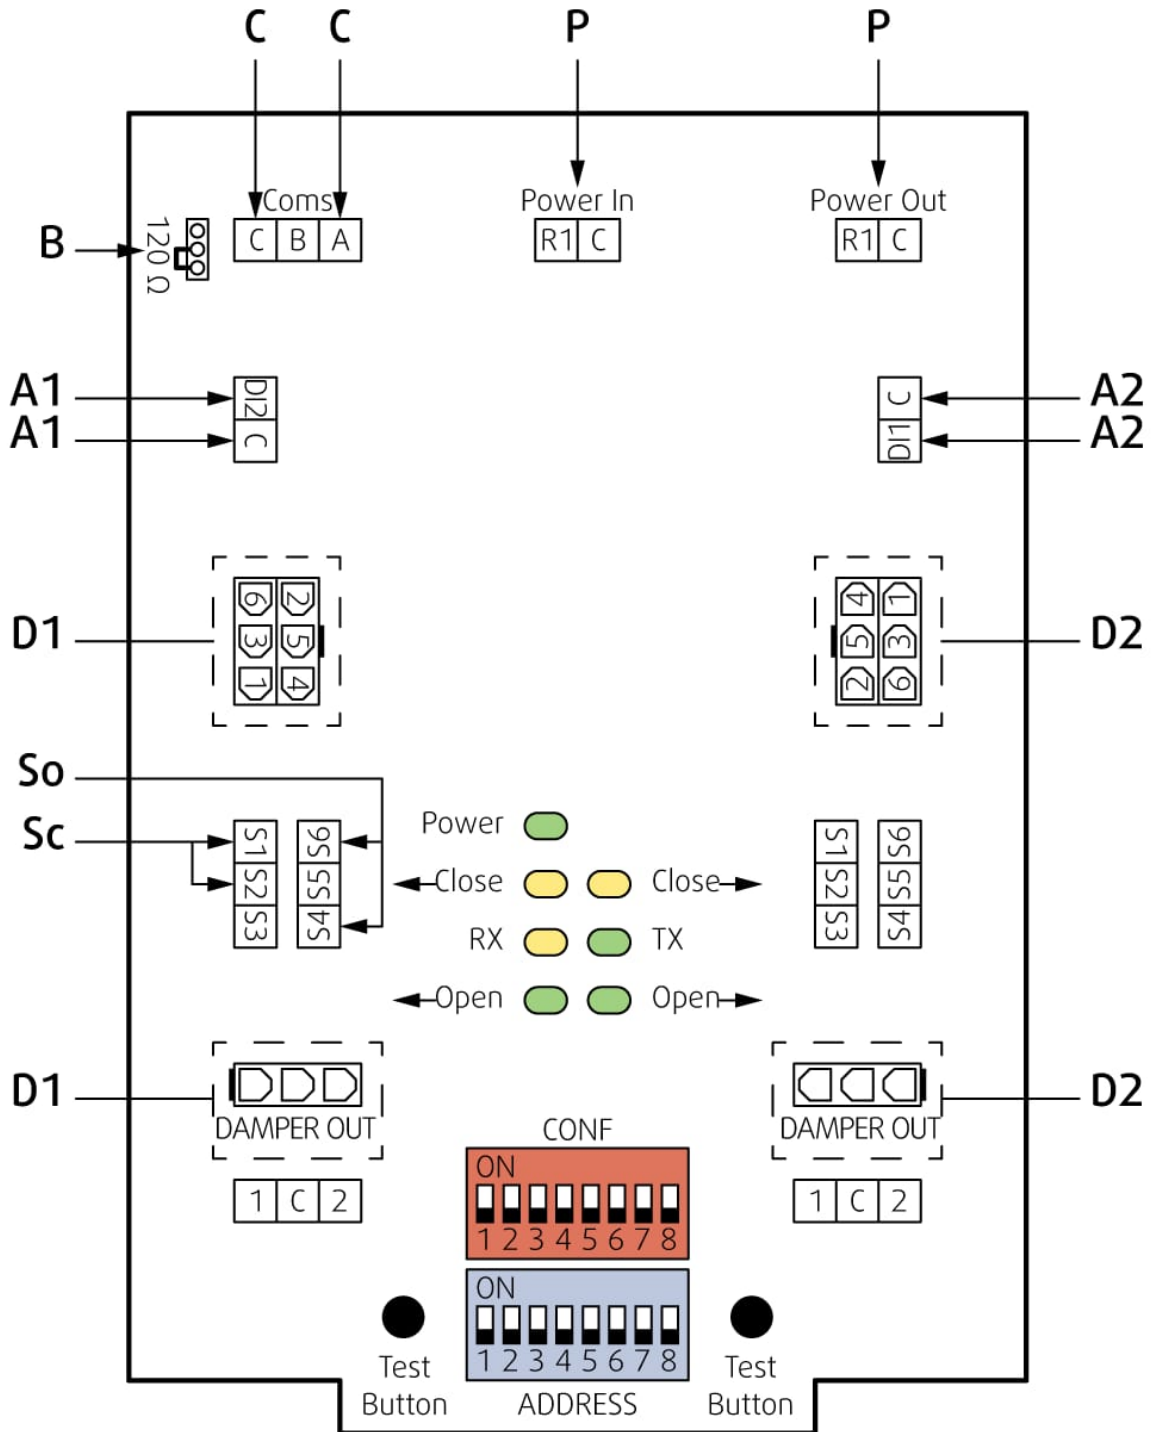 C C P P
Coms Power In Power Out
B 120 Ω C B A R1 C R1 C
A1 DI2 C A2
A1 C DI1 A2
6 2 4 1
D1 3 5 5 3 D2
1 4 2 6
So
Power
Sc S1 S6 S1 S6
S2 S5 Close Close S2 S5
S3 S4 RX TX S3 S4
Open Open
D1 D2
DAMPER OUT CONF DAMPER OUT
ON
1 C 2 1 C 2
1 2 3 4 5 6 7 8
ON
1 2 3 4 5 6 7 8
Test Test
Button ADDRESS Button